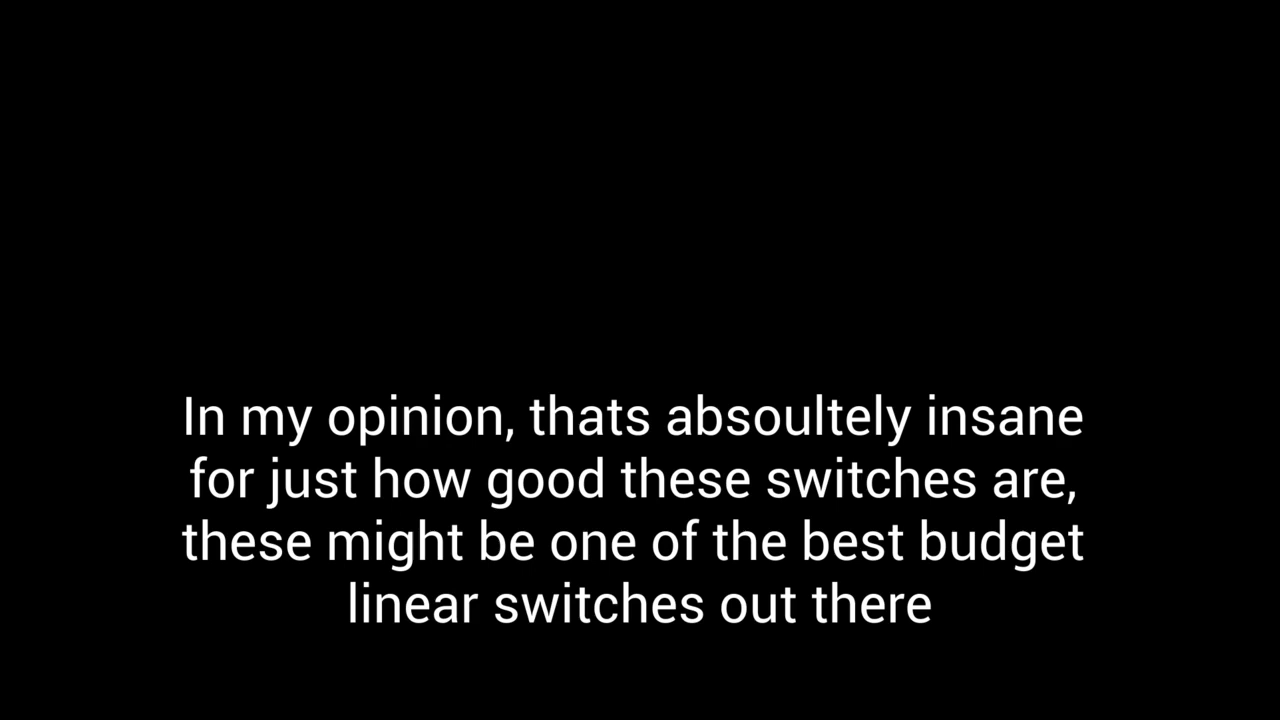 In my opinion, thats absoultely insane
for just how good these switches are,
these might be one of the best budget
linear switches out there